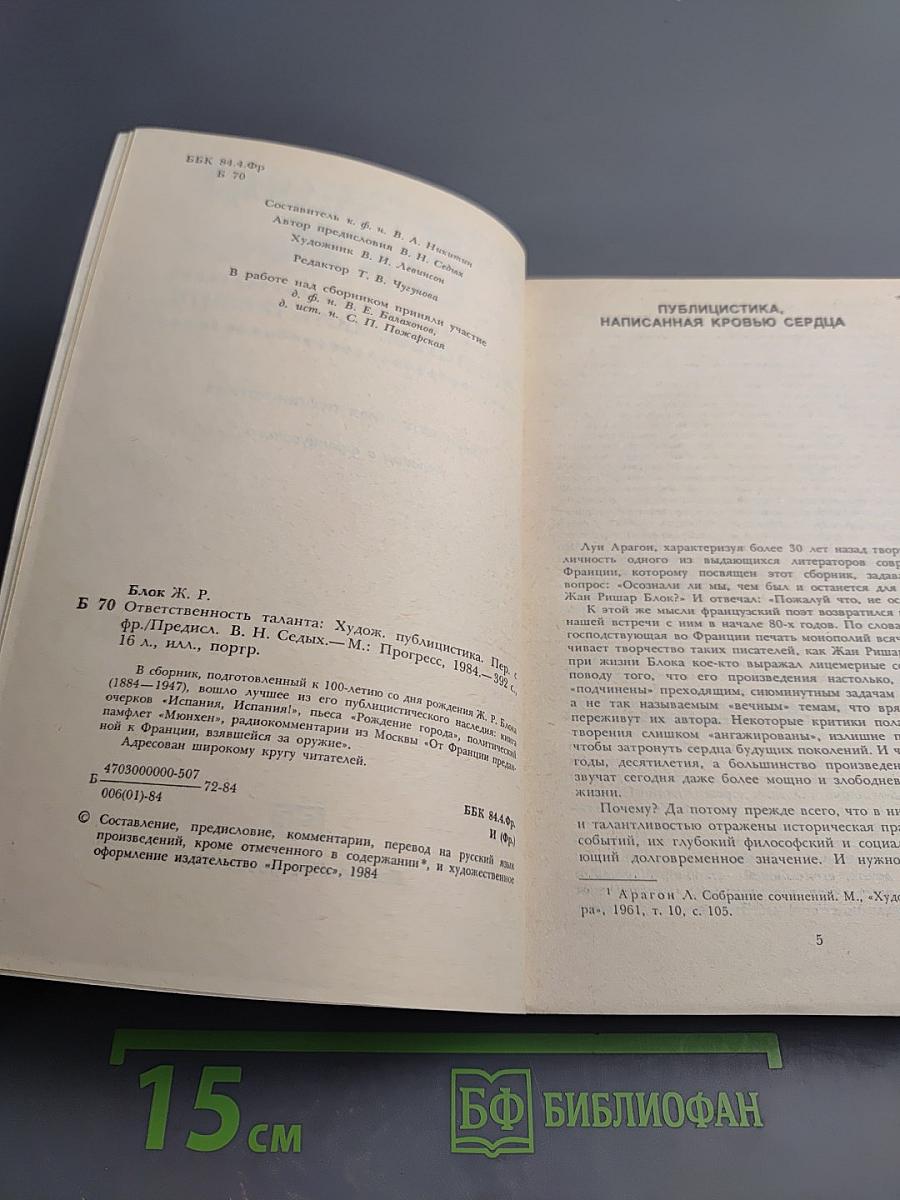 ББК 84.4.Фр
Б 70
Составитель к. ф. н. В. А. Никитин
Автор предисловия В. Н. Седых
Художник В. И. Левинсон
Редактор Т. В. Чугунова
В работе над сборником приняли участие
д. ф. н. В. Е. Балахонов,
д. ист. н. С. П. Пожарская
Блок Ж. Р.
Б 70 Ответственность таланта: Худож. публицистика. Пер. с
фр./Предисл. В. Н. Седых.— М.: Прогресс, 1984.— 392 с,
16 л., илл., портр.
В сборник, подготовленный к 100-летию со дня рождения Ж. Р. Блока
(1884—1947), вошло лучшее из его публицистического наследия: книга
очерков «Испания, Испания!», пьеса «Рождение города», политический
памфлет «Мюнхен», радиокомментарии из Москвы «От Франции предан-
ной к Франции, взявшейся за оружие».
Адресован широкому кругу читателей.
4703000000-507
Б 72-84
006(01)-84
ББК 84.4.Фр.
И (Фр.)
© Составление, предисловие, комментарии, перевод на русский язык
произведений, кроме отмеченного в содержании*, и художественное
оформление издательство «Прогресс», 1984
ПУБЛИЦИСТИКА,
НАПИСАННАЯ КРОВЬЮ СЕРДЦА
Луи Арагон, характеризуя более 30 лет назад твор
личность одного из выдающихся литераторов совр
Франции, которому посвящен этот сборник, задава
вопрос: «Осознали ли мы, чем был и останется для
Жан Ришар Блок?» И отвечал: «Пожалуй что, не ос
К этой же мысли французский поэт возвратился
нашей встречи с ним в начале 80-х годов. По слова
господствующая во Франции печать монополий всяч
чивает творчество таких писателей, как Жан Ришар
при жизни Блока кое-кто выражал лицемерные со
поводу того, что его произведения настолько,
"подчинены" преходящим, сиюминутным задачам
а не так называемым «вечным» темам, что вря
переживут их автора. Некоторые критики пола
творения слишком «ангажированы», излишне п
чтобы затронуть сердца будущих поколений. И ч
годы, десятилетия, а большинство произведен
звучат сегодня даже более мощно и злободнев
жизни.
Почему? Да потому прежде всего, что в ни
и талантливостью отражены историческая пра
событий, их глубокий философский и социал
ющий долговременное значение. И нужно
1 Арагон Л. Собрание сочинений. М., «Худо
ра», 1961, т. 10, с. 105.
5
15 см
БФ БИБЛИОФАН